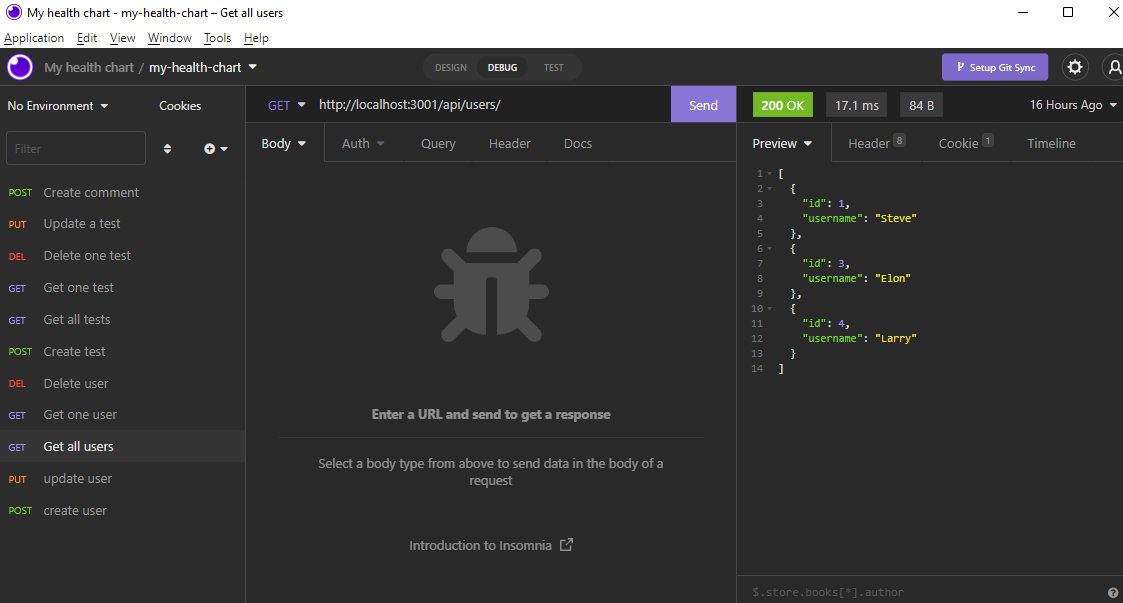 My health chart - my-health-chart – Get all users
Application Edit View Window Tools Help
My health chart / my-health-chart
DESIGN DEBUG TEST
Setup Git Sync
No Environment Cookies
GET http://localhost:3001/api/users/ Send
200 OK 17.1 ms 84 B 16 Hours Ago
Filter
Body Auth Query Header Docs
Preview Header 8 Cookie 1 Timeline
POST Create comment
PUT Update a test
DEL Delete one test
GET Get one test
GET Get all tests
POST Create test
DEL Delete user
GET Get one user
GET Get all users
PUT update user
POST create user
Enter a URL and send to get a response
Select a body type from above to send data in the body of a
request
Introduction to Insomnia
1 [
2 {
3 "id": 1,
4 "username": "Steve"
5 },
6 {
7 "id": 3,
8 "username": "Elon"
9 },
10 {
11 "id": 4,
12 "username": "Larry"
13 }
14 ]
$.store.books[*].author